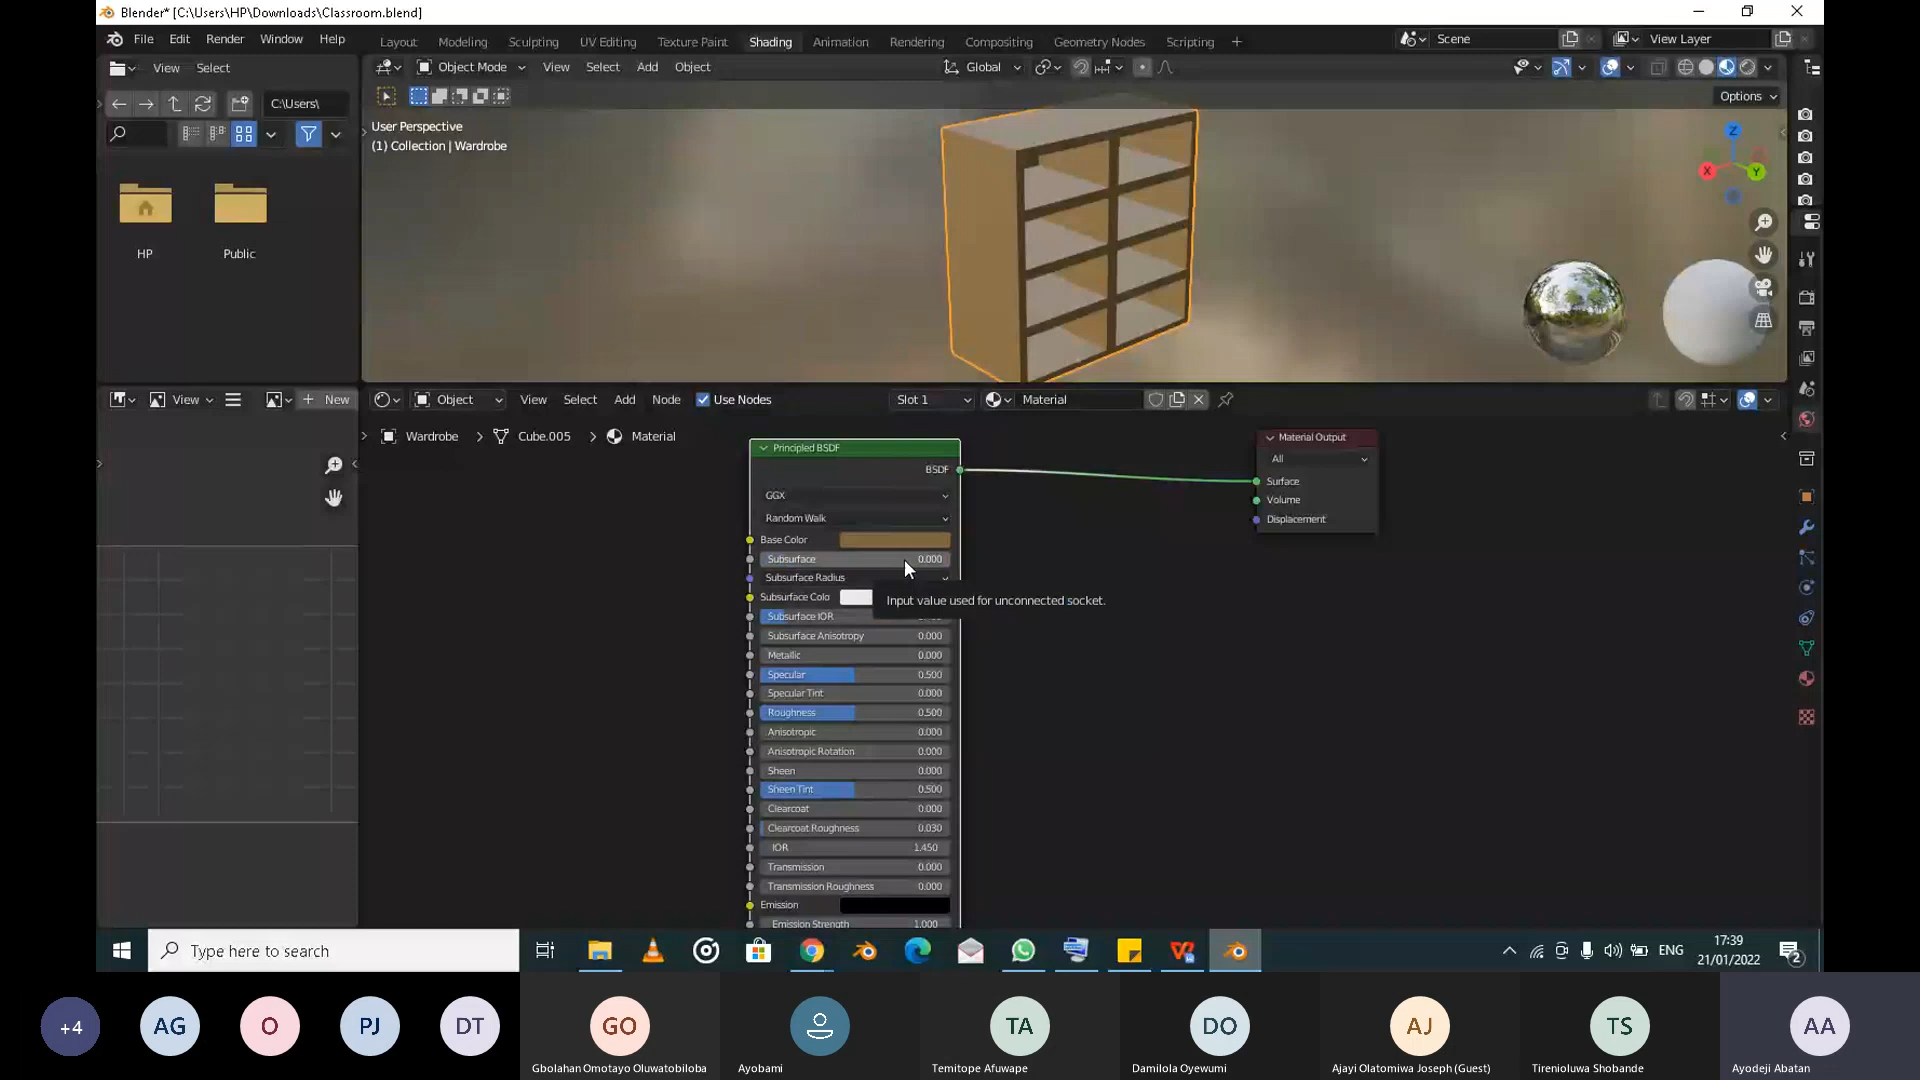 Blender* [C:\Users\HP\Downloads\Classroom.blend]
File Edit Render Window Help
Layout Modeling Sculpting UV Editing Texture Paint Shading Animation Rendering Compositing Geometry Nodes Scripting +
Scene
View Layer
View Select
Object Mode View Select Add Object
Global
C:\Users\
Options
User Perspective
(1) Collection | Wardrobe
Z
X
Y
HP
Public
View
New
Object View Select Add Node Use Nodes
Slot 1
Material
Wardrobe > Cube.005 > Material
Principled BSDF
BSDF
GGX
Random Walk
Base Color
Subsurface 0.000
Subsurface Radius
Subsurface Colo
Input value used for unconnected socket.
Subsurface IOR
Subsurface Anisotropy 0.000
Metallic 0.000
Specular 0.500
Specular Tint 0.000
Roughness 0.500
Anisotropic 0.000
Anisotropic Rotation 0.000
Sheen 0.000
Sheen Tint 0.500
Clearcoat 0.000
Clearcoat Roughness 0.030
IOR 1.450
Transmission 0.000
Transmission Roughness 0.000
Emission
Emission Strength 1.000
Material Output
All
Surface
Volume
Displacement
Type here to search
ENG
17:39
21/01/2022
2
+4
AG
O
PJ
DT
GO
TA
DO
AJ
TS
AA
Gbolahan Omotayo Oluwatobiloba
Ayobami
Temitope Afuwape
Damilola Oyewumi
Ajayi Olatomiwa Joseph (Guest)
Tirenioluwa Shobande
Ayodeji Abatan